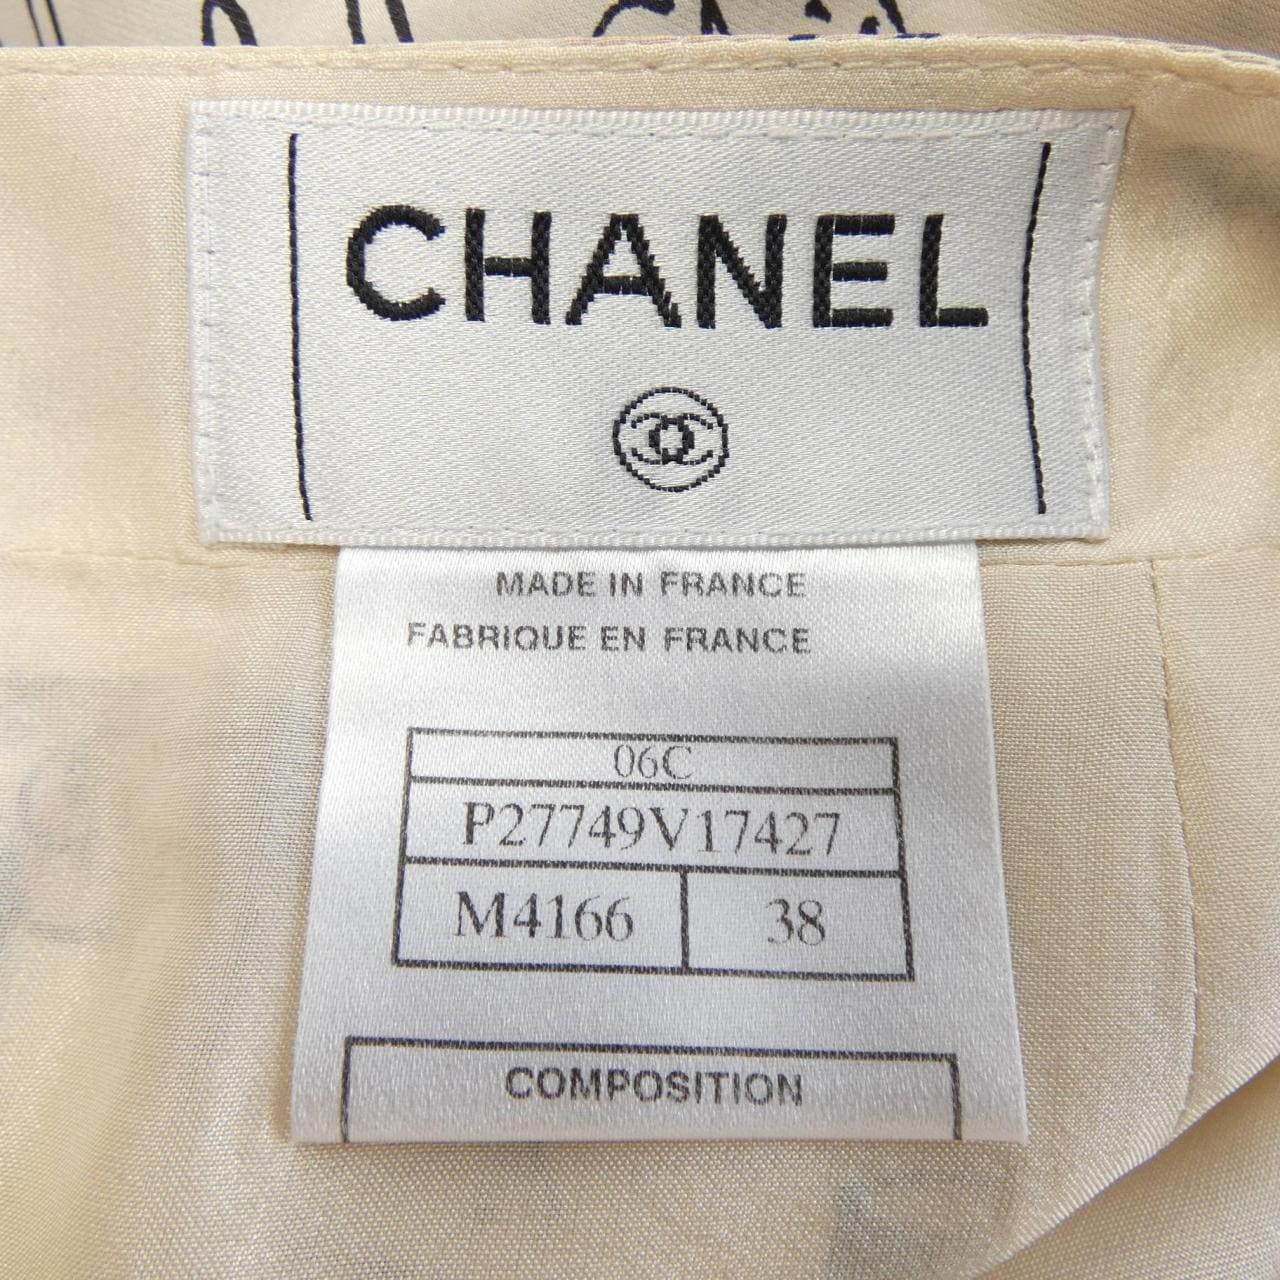 CHANEL
MADE IN FRANCE
FABRIQUE EN FRANCE
06C
P27749V17427
M4166 38
COMPOSITION